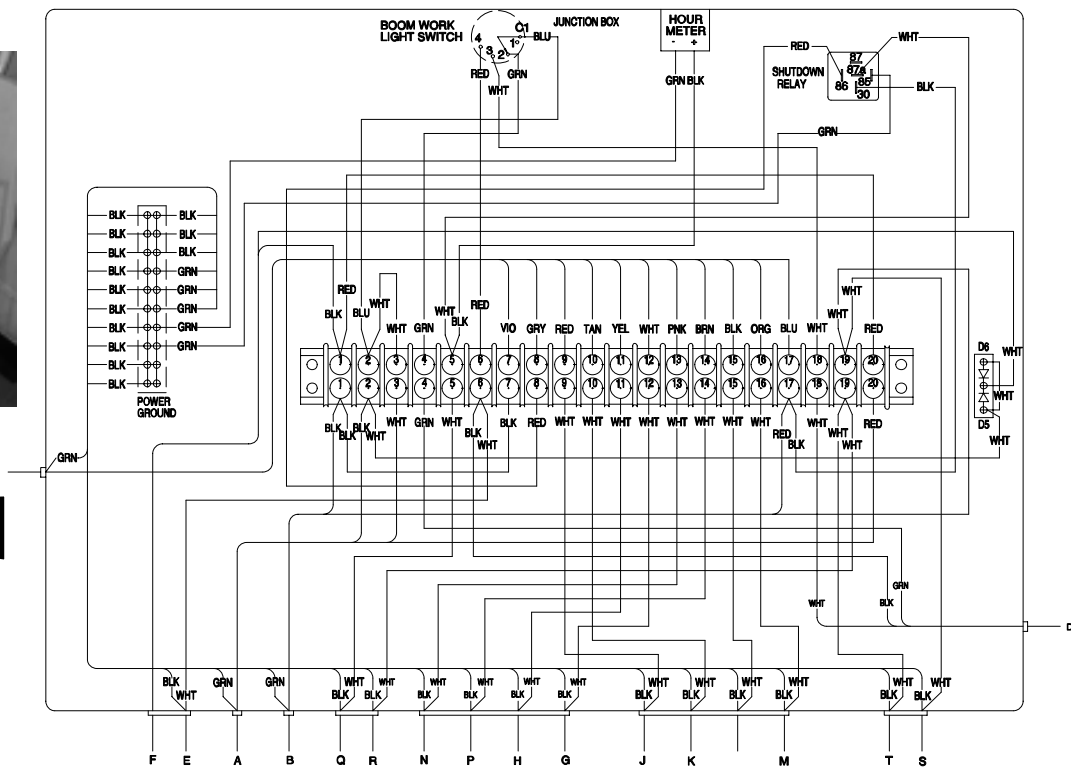 BOOM WORK
LIGHT SWITCH
4
3
2
1
C1
BLU
JUNCTION BOX
HOUR
METER
- +
RED
GRN
WHT
GRN BLK
RED
WHT
87
87a
86
85
30
SHUTDOWN
RELAY
BLK
GRN
BLK BLK
BLK BLK
BLK BLK
BLK GRN
BLK GRN
BLK GRN
BLK GRN
BLK GRN
BLK
BLK
POWER
GROUND
RED
BLK
BLU
WHT
WHT
GRN
WHT
BLK
RED
VIO GRY RED TAN YEL WHT PNK BRN BLK ORG BLU WHT
WHT
WHT
RED
1 2 3 4 5 6 7 8 9 10 11 12 13 14 15 16 17 18 19 20
1 2 3 4 5 6 7 8 9 10 11 12 13 14 15 16 17 18 19 20
BLK BLK BLK WHT WHT GRN WHT BLK WHT BLK RED WHT WHT WHT WHT WHT WHT WHT WHT RED BLK WHT WHT WHT RED
D6
WHT
WHT
D5
WHT
GRN
WHT
BLK
GRN
D
BLK WHT GRN GRN WHT BLK WHT BLK WHT BLK WHT BLK WHT BLK WHT BLK WHT BLK WHT BLK WHT BLK WHT BLK WHT BLK WHT BLK
F E A B Q R N P H G J K M T S